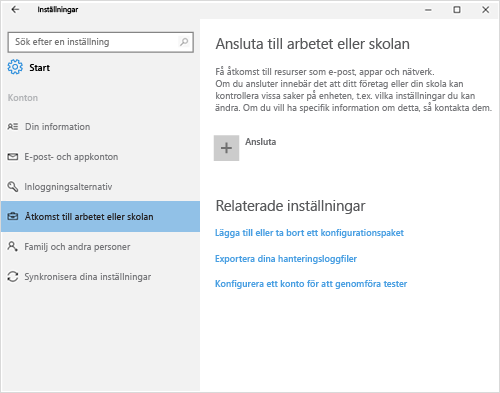 Inställningar
Sök efter en inställning
Start
Konton
Din information
E-post- och appkonton
Inloggningsalternativ
Åtkomst till arbetet eller skolan
Familj och andra personer
Synkronisera dina inställningar
Ansluta till arbetet eller skolan
Få åtkomst till resurser som e-post, appar och nätverk.
Om du ansluter innebär det att ditt företag eller din skola kan
kontrollera vissa saker på enheten, t.ex. vilka inställningar du kan
ändra. Om du vill ha specifik information om detta, så kontakta dem.
Ansluta
Relaterade inställningar
Lägga till eller ta bort ett konfigurationspaket
Exportera dina hanteringsloggfiler
Konfigurera ett konto för att genomföra tester